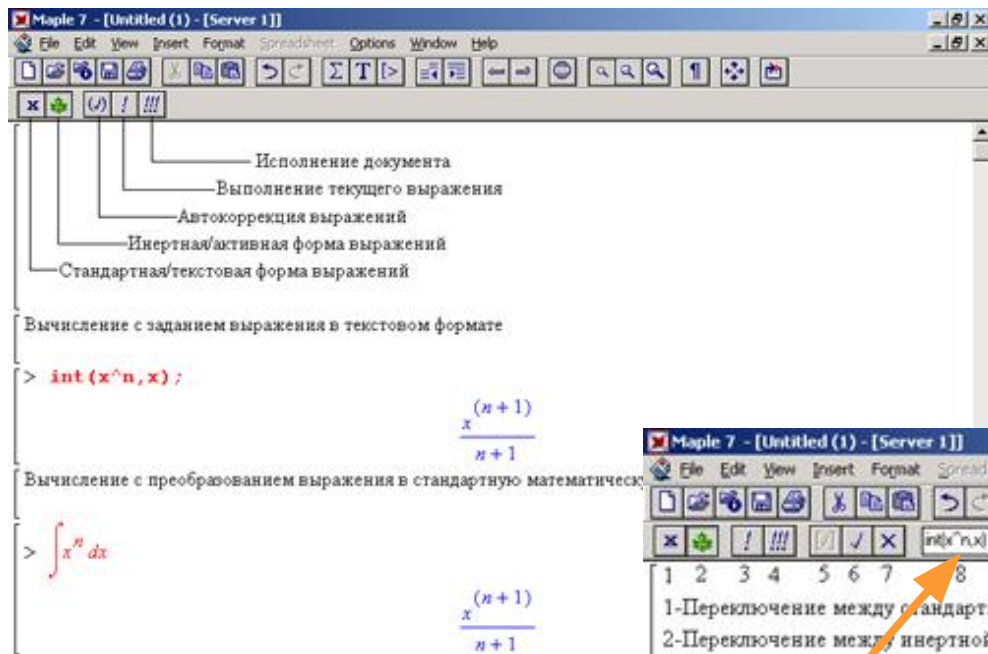 Maple 7 - [Untitled (1) - [Server 1]]
File Edit View Insert Format Spreadsheet Options Window Help
Исполнение документа
Выполнение текущего выражения
Автокоррекция выражений
Инертная/активная форма выражений
Стандартная/текстовая форма выражений
Вычисление с заданием выражения в текстовом формате
> int(x^n,x);
x^(n + 1)
n + 1
Вычисление с преобразованием выражения в стандартную математическу
> ∫x^n dx
x^(n + 1)
n + 1
Maple 7 - [Untitled (1) - [Server 1]]
File Edit View Insert Format Spread
int(x^n,x)
1 2 3 4 5 6 7 8
1-Переключение между стандарт
2-Переключение между инертной